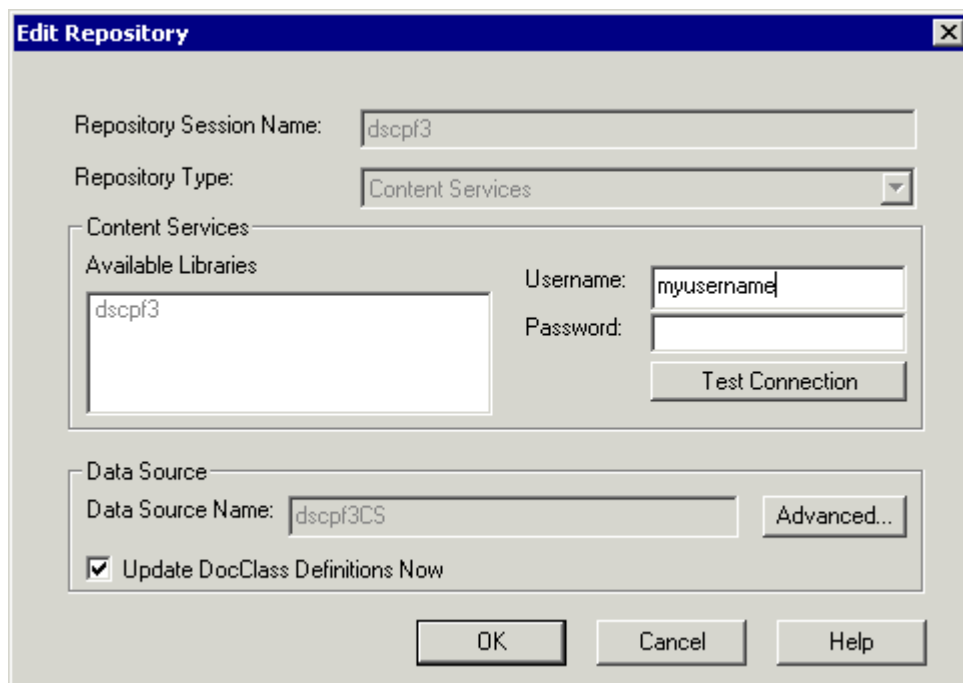 Edit Repository
Repository Session Name: dscpf3
Repository Type: Content Services
Content Services
Available Libraries
dscpf3
Username: myusername
Password:
Test Connection
Data Source
Data Source Name: dscpf3CS Advanced...
Update DocClass Definitions Now
OK Cancel Help